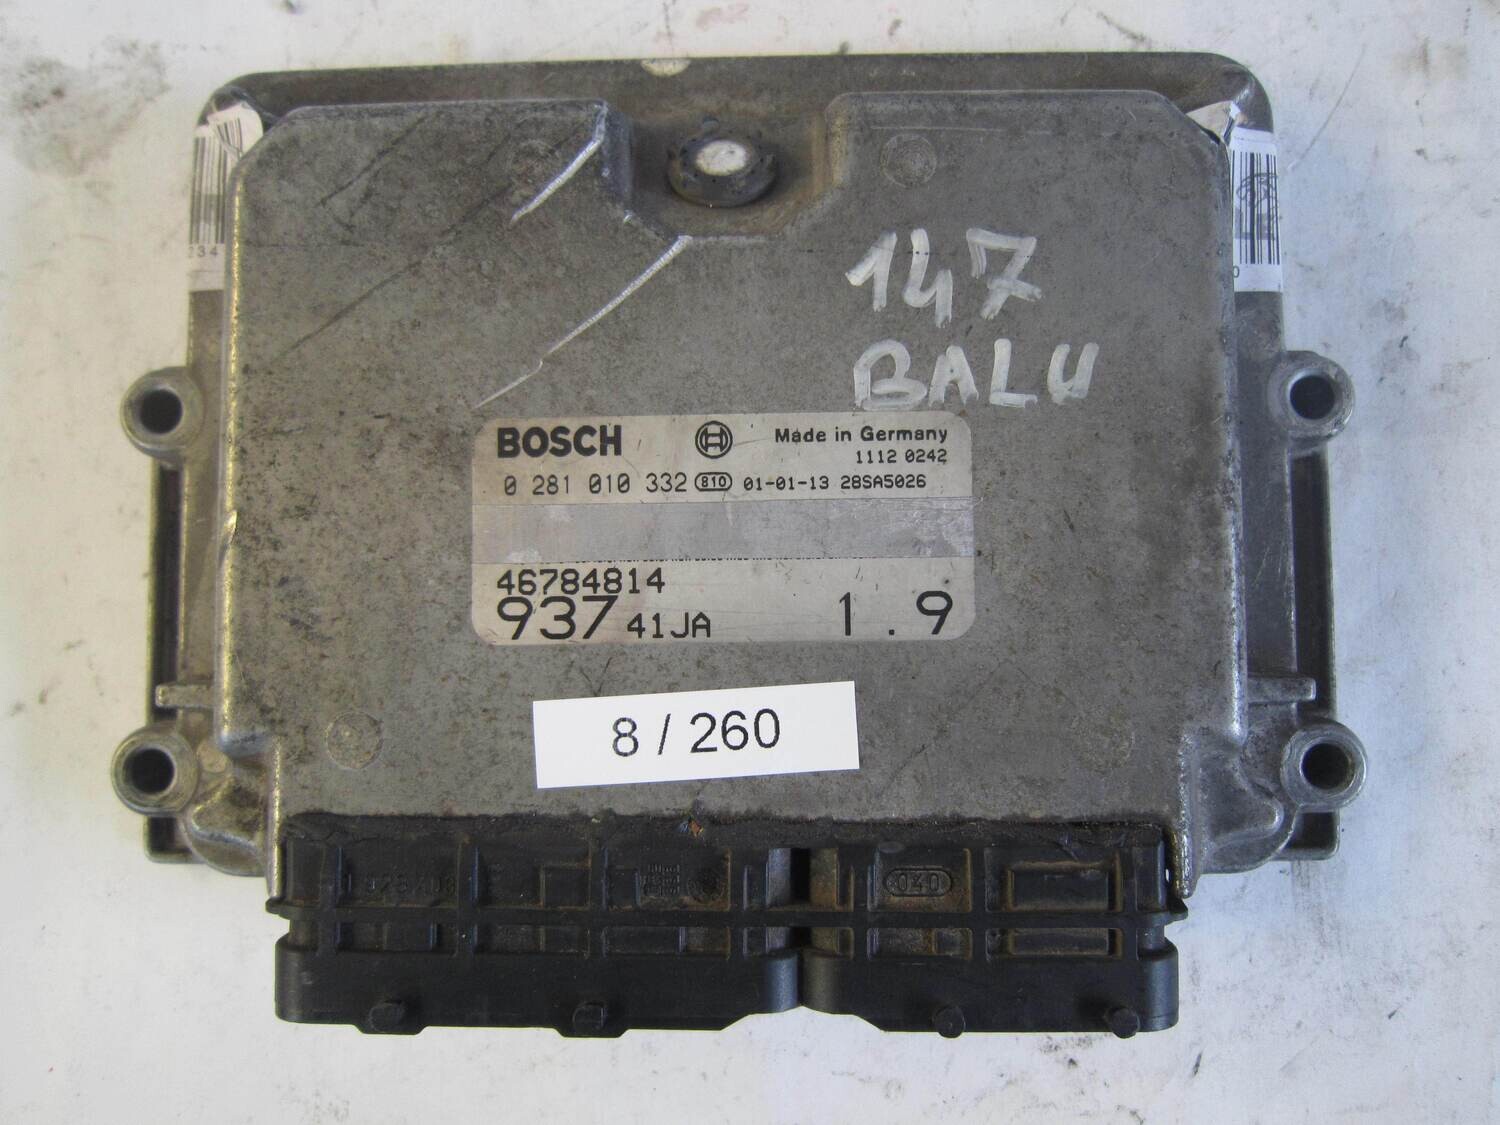 147
BALU
BOSCH Made in Germany
1112 0242
0 281 010 332 810 01-01-13 28SA5026
46784814
937 41JA 1.9
8 / 260
040